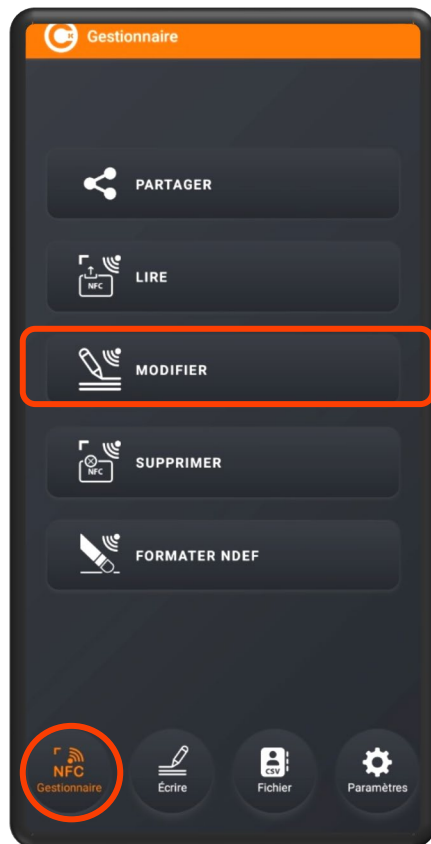 Gestionnaire
PARTAGER
NFC
LIRE
MODIFIER
NFC
SUPPRIMER
FORMATER NDEF
NFC
Gestionnaire
Écrire
CSV
Fichier
Paramètres